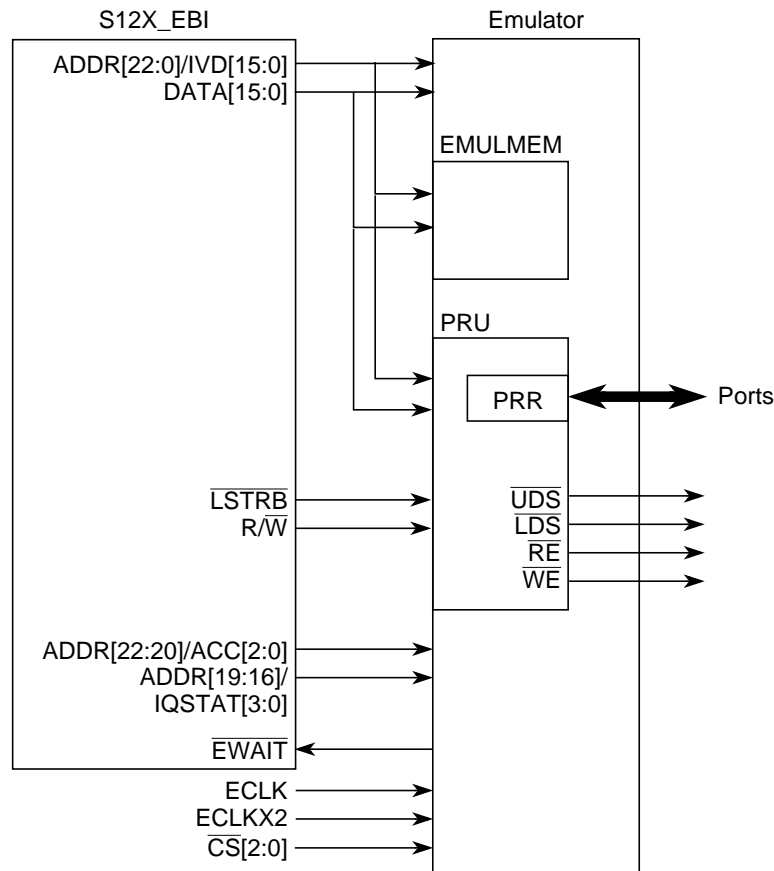 S12X_EBI
Emulator
ADDR[22:0]/IVD[15:0]
DATA[15:0]
EMULMEM
PRU
PRR
Ports
LSTRB
R/W
UDS
LDS
RE
WE
ADDR[22:20]/ACC[2:0]
ADDR[19:16]/
IQSTAT[3:0]
EWAIT
ECLK
ECLKX2
CS[2:0]